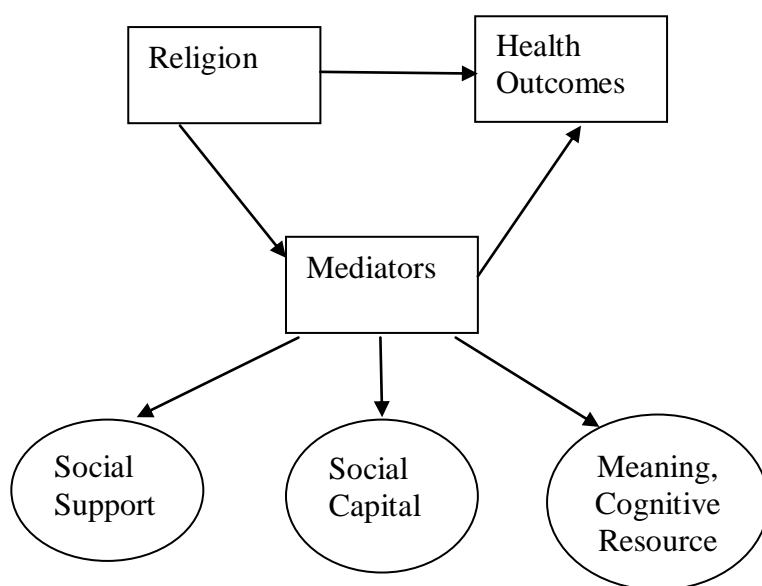 Religion
Health
Outcomes
Mediators
Social
Support
Social
Capital
Meaning,
Cognitive
Resource